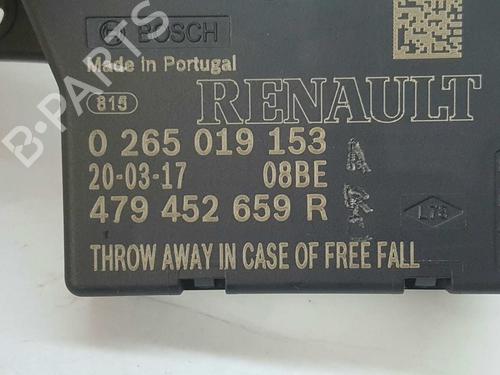 BOSCH
Made in Portugal
815
RENAULT
0 265 019 153 A
20-03-17 08BE
479 452 659 R
THROW AWAY IN CASE OF FREE FALL
B-PARTS